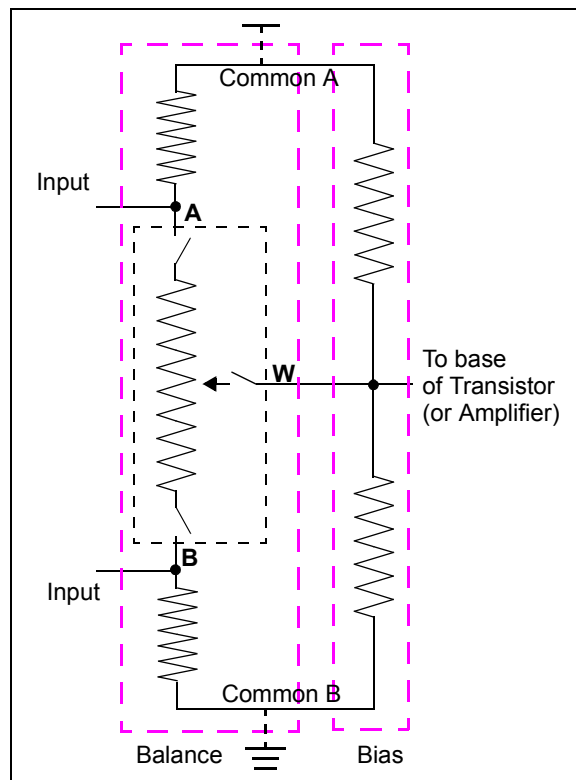 Common A
Input
A
W
To base
of Transistor
(or Amplifier)
B
Input
Common B
Balance
Bias